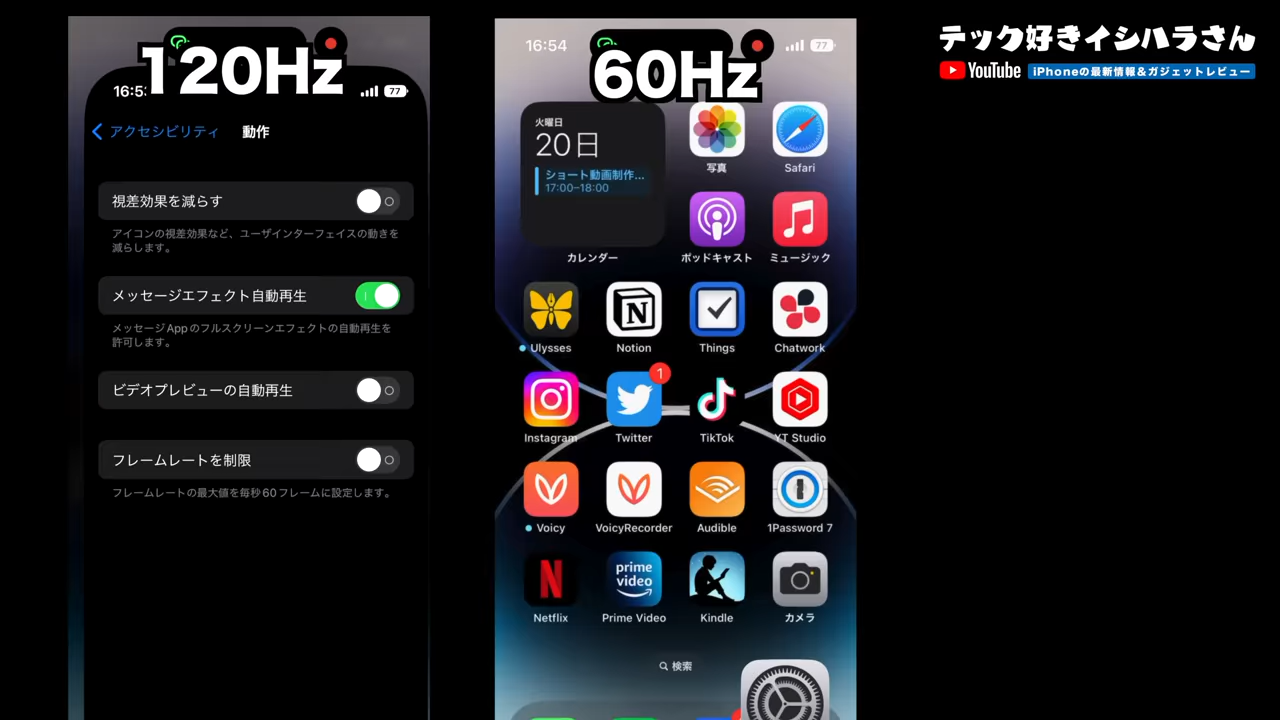 テック好きイシハラさん
YouTube
iPhoneの最新情報&ガジェットレビュー
120Hz
16:5
77
アクセシビリティ
動作
視差効果を減らす
アイコンの視差効果など、ユーザインターフェイスの動きを
減らします。
メッセージエフェクト自動再生
メッセージAppのフルスクリーンエフェクトの自動再生を
許可します。
ビデオプレビューの自動再生
フレームレートを制限
フレームレートの最大値を毎秒60フレームに設定します。
60Hz
16:54
77
火曜日
20日
ショート動画制作...
17:00–18:00
カレンダー
写真
Safari
ポッドキャスト
ミュージック
Ulysses
Notion
Things
Chatwork
1
Instagram
Twitter
TikTok
YT Studio
Voicy
VoicyRecorder
Audible
1Password 7
prime
video
Netflix
Prime Video
Kindle
カメラ
検索